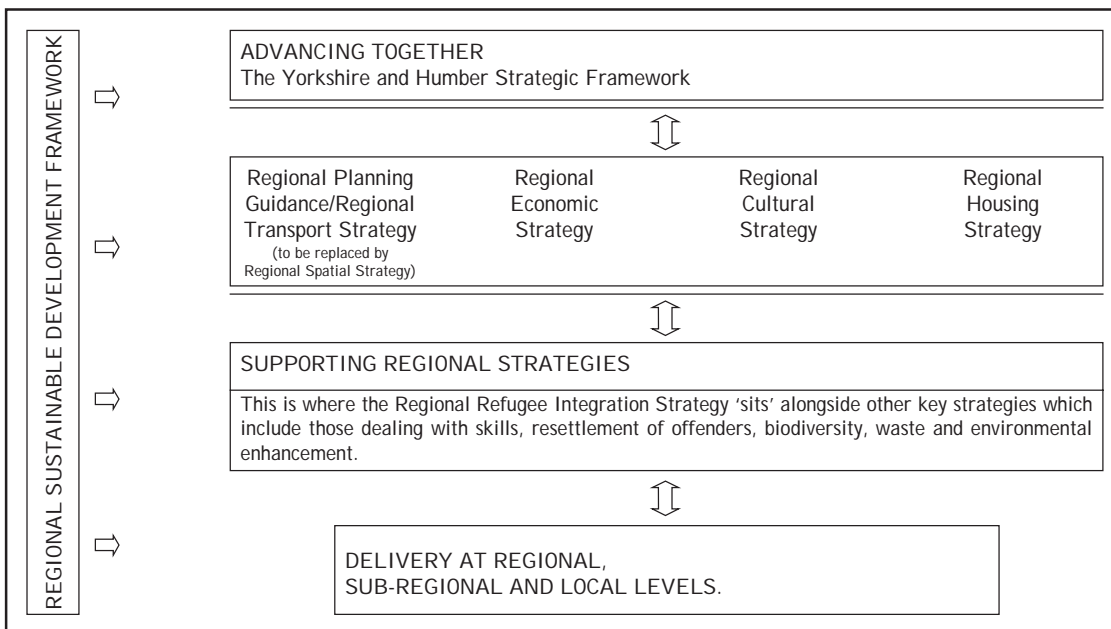 REGIONAL SUSTAINABLE DEVELOPMENT FRAMEWORK
ADVANCING TOGETHER
The Yorkshire and Humber Strategic Framework
Regional Planning
Guidance/Regional
Transport Strategy
(to be replaced by
Regional Spatial Strategy)
Regional
Economic
Strategy
Regional
Cultural
Strategy
Regional
Housing
Strategy
SUPPORTING REGIONAL STRATEGIES
This is where the Regional Refugee Integration Strategy ‘sits’ alongside other key strategies which
include those dealing with skills, resettlement of offenders, biodiversity, waste and environmental
enhancement.
DELIVERY AT REGIONAL,
SUB-REGIONAL AND LOCAL LEVELS.